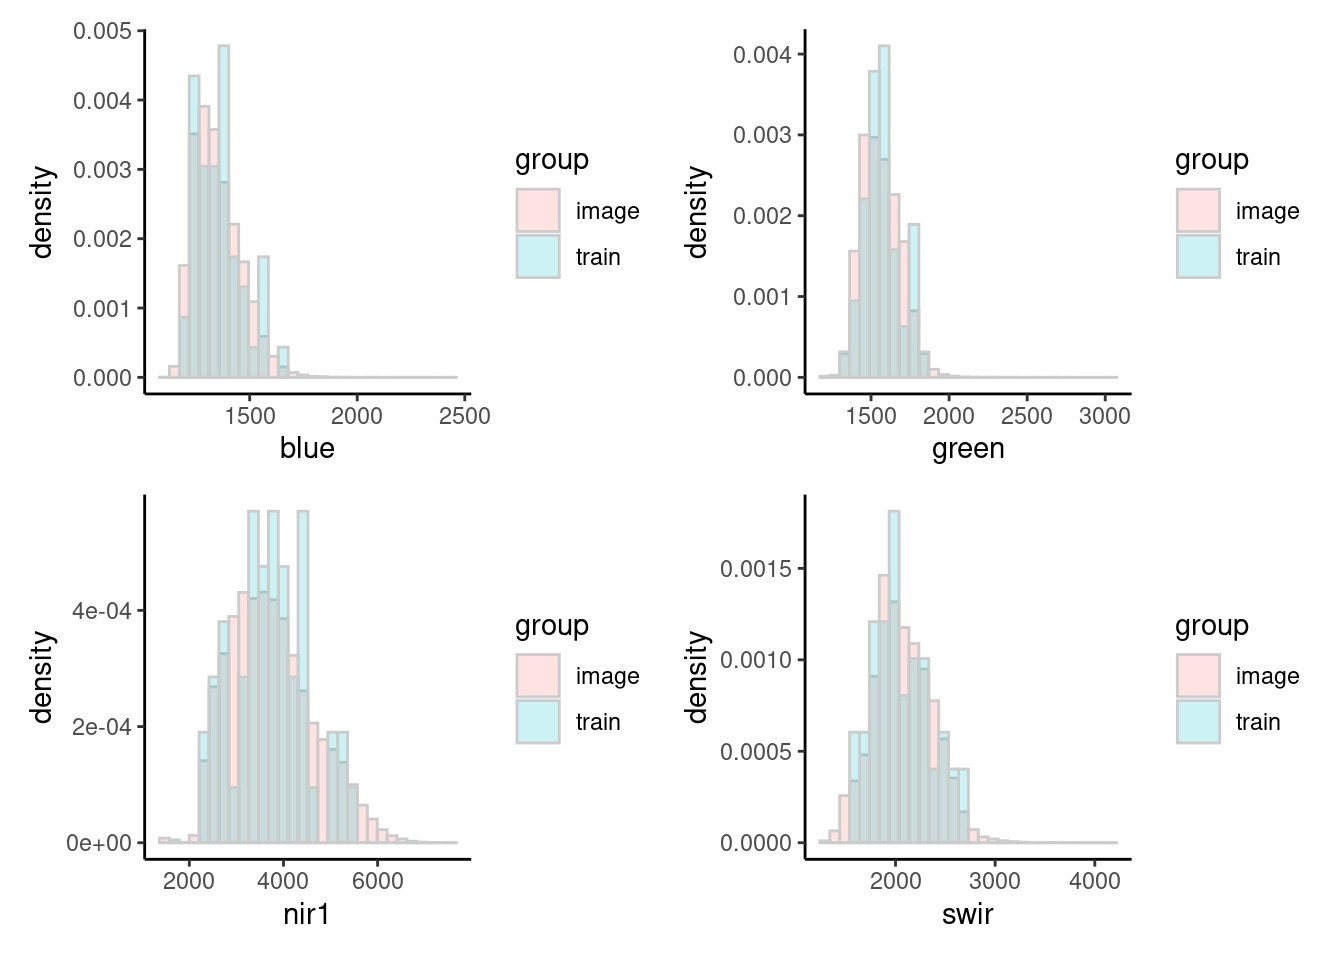 density
0.005
0.004
0.003
0.002
0.001
0.000
1500 2000 2500
blue
group
image
train
density
0.004
0.003
0.002
0.001
0.000
1500 2000 2500 3000
green
group
image
train
density
4e-04
2e-04
0e+00
2000 4000 6000
nir1
group
image
train
density
0.0015
0.0010
0.0005
0.0000
2000 3000 4000
swir
group
image
train